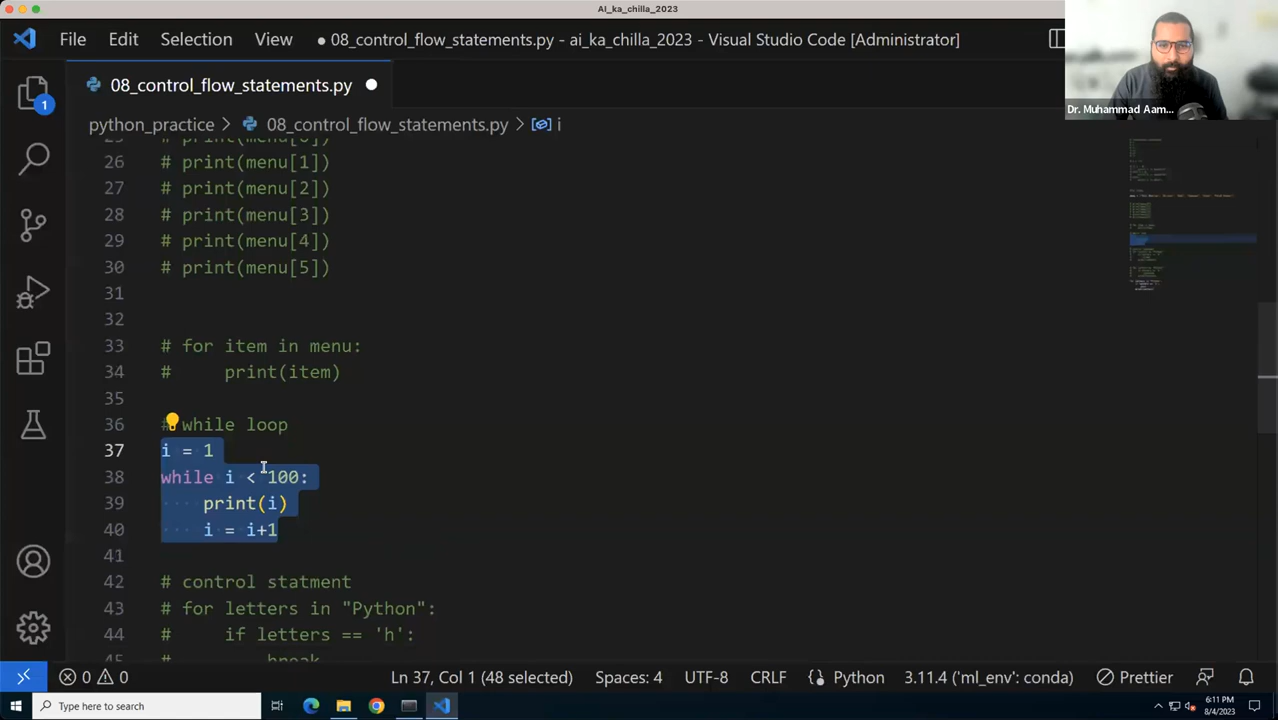 AI_ka_chilla_2023
File Edit Selection View ● 08_control_flow_statements.py - ai_ka_chilla_2023 - Visual Studio Code [Administrator]
Dr. Muhammad Aam...
08_control_flow_statements.py
1
python_practice > 08_control_flow_statements.py > i
26 # print(menu[1])
27 # print(menu[2])
28 # print(menu[3])
29 # print(menu[4])
30 # print(menu[5])
31
32
33 # for item in menu:
34 # print(item)
35
36 # while loop
37 i = 1
38 while i < 100:
39 print(i)
40 i = i+1
41
42 # control statment
43 # for letters in "Python":
44 # if letters == 'h':
45 # break
0 0 Ln 37, Col 1 (48 selected) Spaces: 4 UTF-8 CRLF Python 3.11.4 ('ml_env': conda) Prettier
Type here to search
6:11 PM
8/4/2023